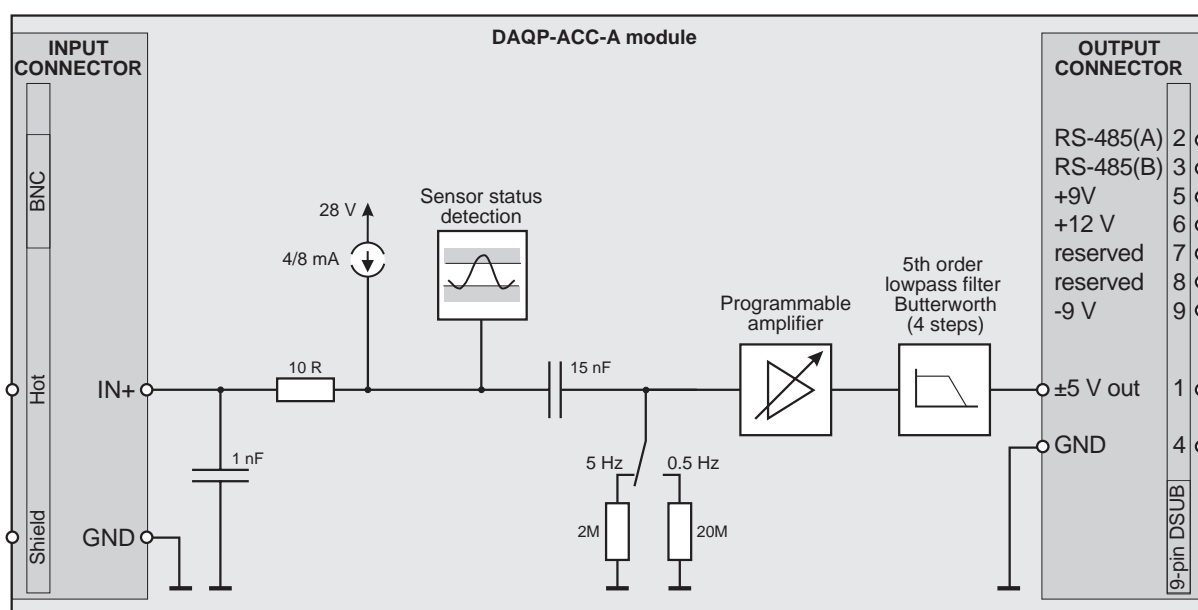 DAQP-ACC-A module
INPUT
CONNECTOR
BNC
Hot
Shield
IN+
GND
1 nF
10 R
28 V
4/8 mA
Sensor status
detection
15 nF
5 Hz
0.5 Hz
2M
20M
Programmable
amplifier
5th order
lowpass filter
Butterworth
(4 steps)
OUTPUT
CONNECTOR
RS-485(A) 2
RS-485(B) 3
+9V 5
+12 V 6
reserved 7
reserved 8
-9 V 9
±5 V out 1
GND 4
9-pin DSUB